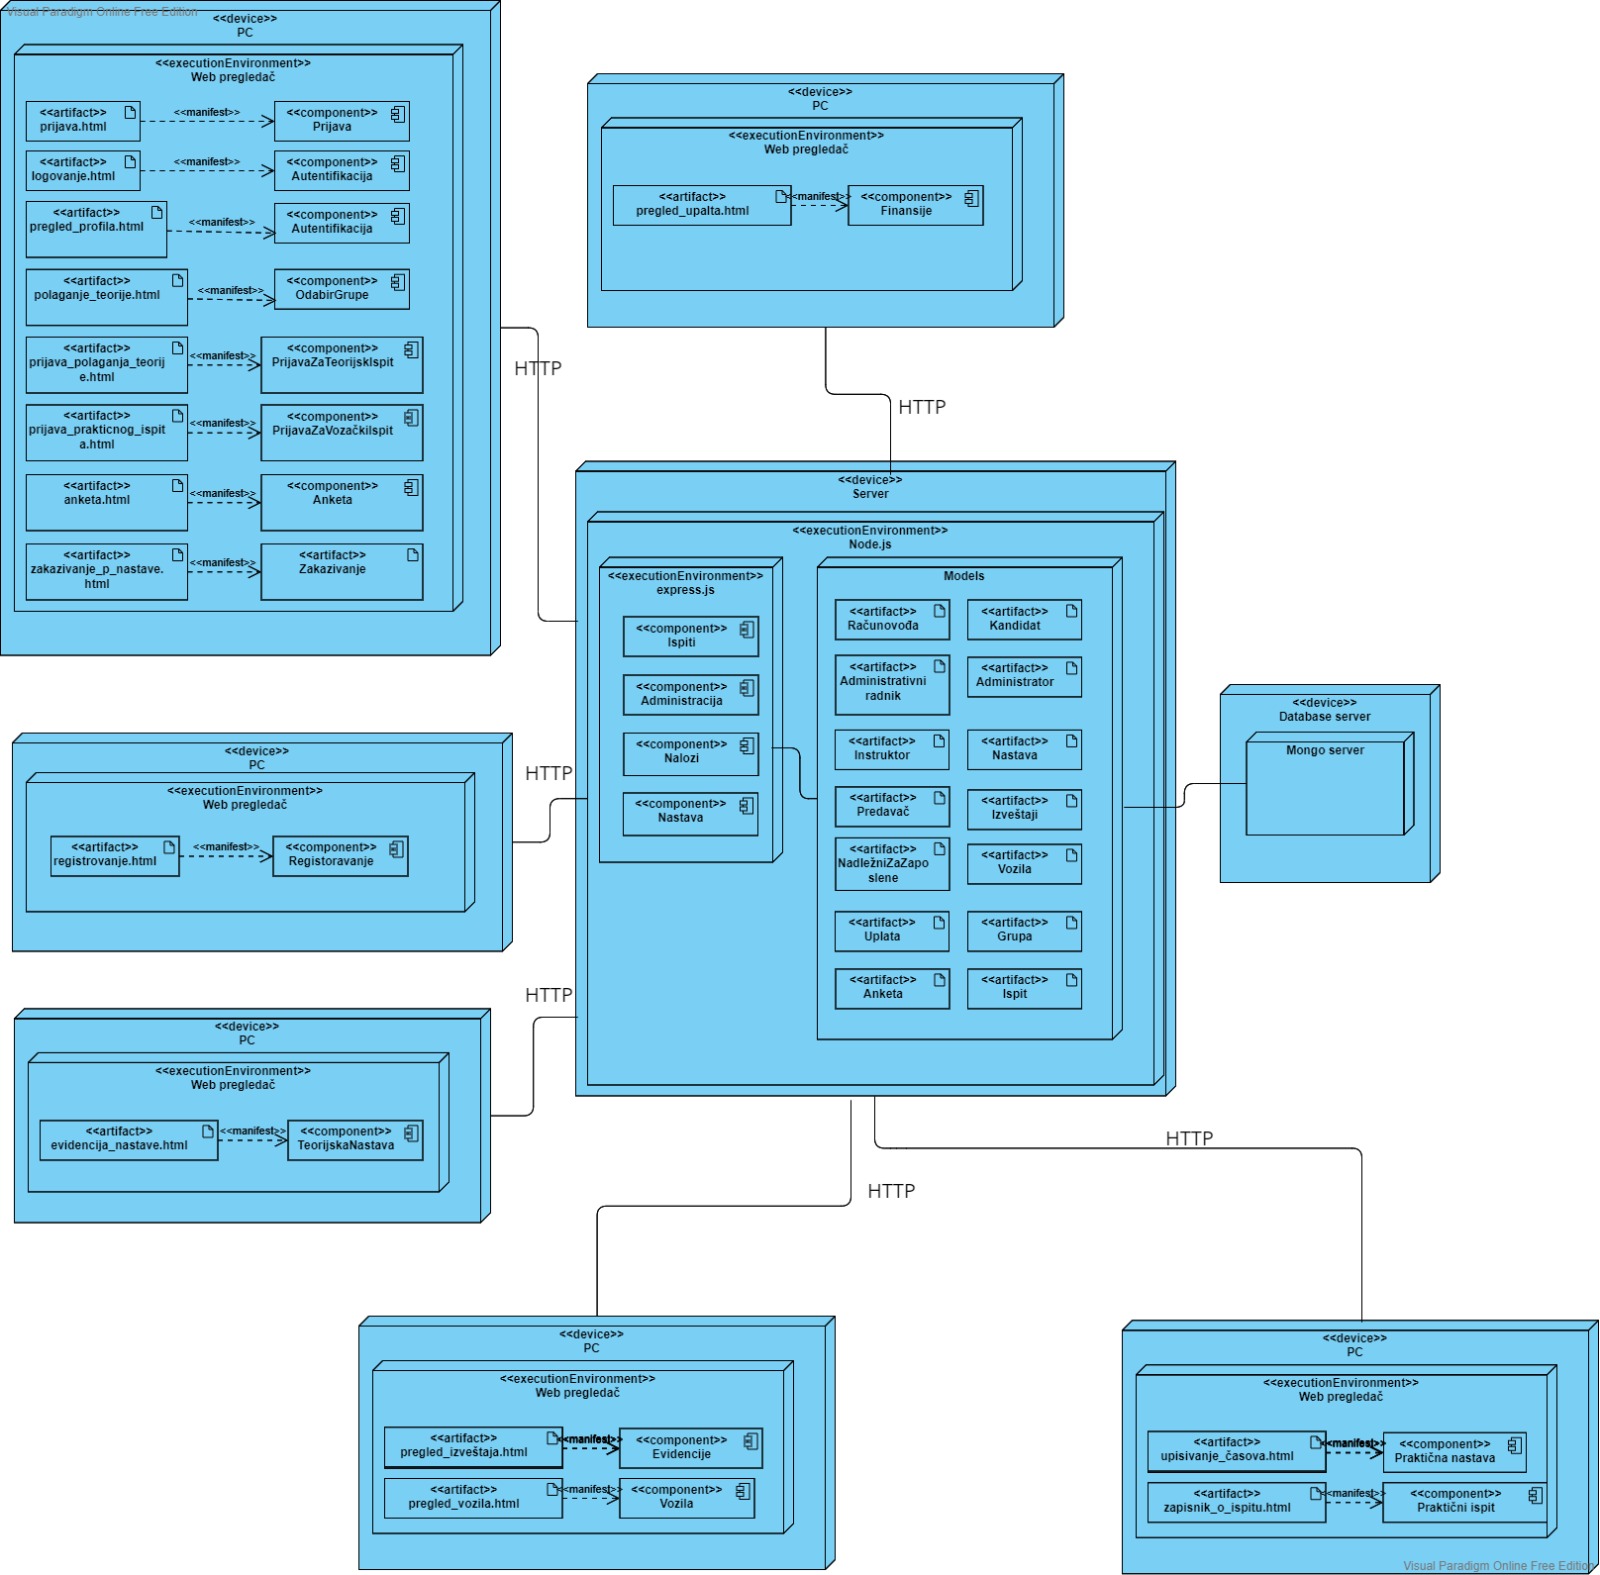 Visual Paradigm Online Free Edition
<<device>>
PC
<<executionEnvironment>>
Web pregledač
<<artifact>>
prijava.html
<<manifest>>
<<component>>
Prijava
<<artifact>>
logovanje.html
<<manifest>>
<<component>>
Autentifikacija
<<artifact>>
pregled_profila.html
<<manifest>>
<<component>>
Autentifikacija
<<artifact>>
polaganje_teorije.html
<<manifest>>
<<component>>
OdabirGrupe
<<artifact>>
prijava_polaganja_teorij
e.html
<<manifest>>
<<component>>
PrijavaZaTeorijskIspit
<<artifact>>
prijava_prakticnog_ispit
a.html
<<manifest>>
<<component>>
PrijavaZaVozačkiIspit
<<artifact>>
anketa.html
<<manifest>>
<<component>>
Anketa
<<artifact>>
zakazivanje_p_nastave.
html
<<manifest>>
<<artifact>>
Zakazivanje
HTTP
<<device>>
PC
<<executionEnvironment>>
Web pregledač
<<artifact>>
pregled_upalta.html
<<manifest>>
<<component>>
Finansije
HTTP
<<device>>
Server
<<executionEnvironment>>
Node.js
<<executionEnvironment>>
express.js
<<component>>
Ispiti
<<component>>
Administracija
<<component>>
Nalozi
<<component>>
Nastava
Models
<<artifact>>
Računovođa
<<artifact>>
Kandidat
<<artifact>>
Administrativni
radnik
<<artifact>>
Administrator
<<artifact>>
Instruktor
<<artifact>>
Nastava
<<artifact>>
Predavač
<<artifact>>
Izveštaji
<<artifact>>
NadležniZaZapo
slene
<<artifact>>
Vozila
<<artifact>>
Uplata
<<artifact>>
Grupa
<<artifact>>
Anketa
<<artifact>>
Ispit
<<device>>
Database server
Mongo server
<<device>>
PC
<<executionEnvironment>>
Web pregledač
<<artifact>>
registrovanje.html
<<manifest>>
<<component>>
Registoravanje
HTTP
<<device>>
PC
<<executionEnvironment>>
Web pregledač
<<artifact>>
evidencija_nastave.html
<<manifest>>
<<component>>
TeorijskaNastava
HTTP
HTTP
HTTP
<<device>>
PC
<<executionEnvironment>>
Web pregledač
<<artifact>>
pregled_izveštaja.html
<<manifest>>
<<component>>
Evidencije
<<artifact>>
pregled_vozila.html
<<manifest>>
<<component>>
Vozila
<<device>>
PC
<<executionEnvironment>>
Web pregledač
<<artifact>>
upisivanje_časova.html
<<manifest>>
<<component>>
Praktična nastava
<<artifact>>
zapisnik_o_ispitu.html
<<manifest>>
<<component>>
Praktični ispit
Visual Paradigm Online Free Edition